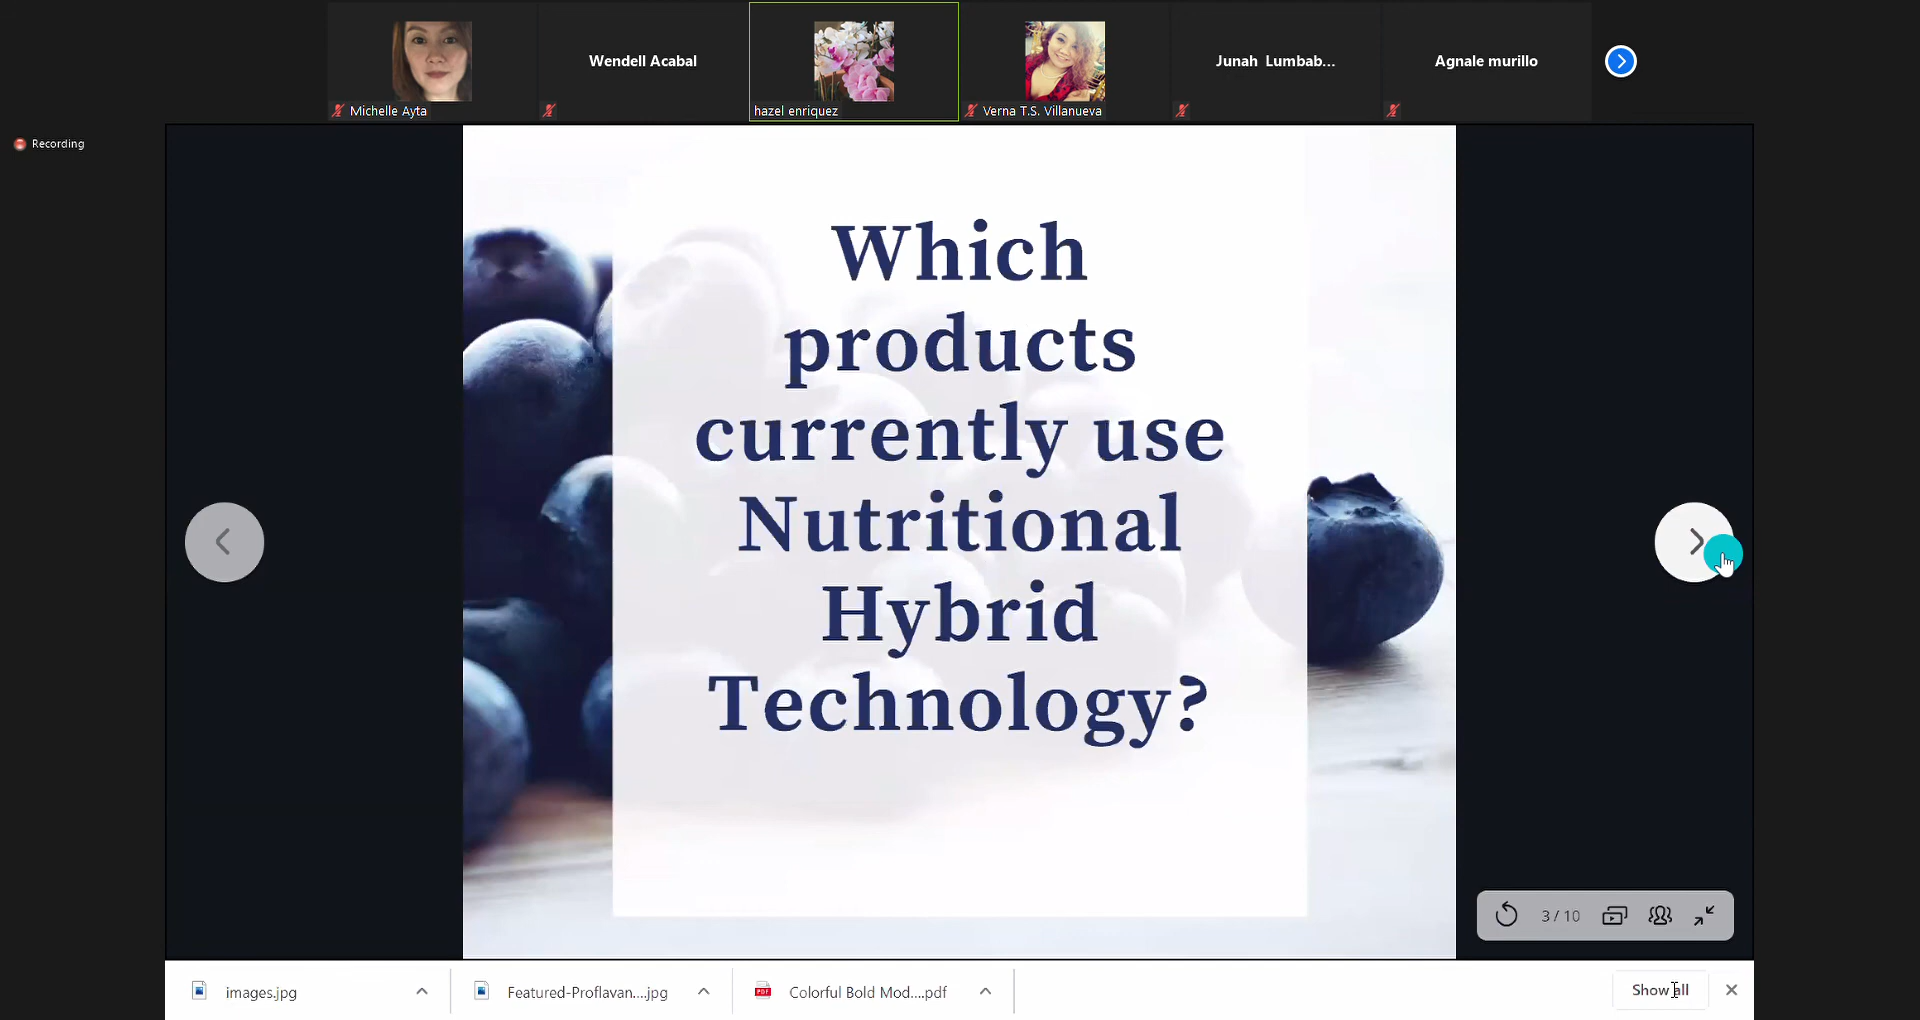 Wendell Acabal
Junah Lumbab...
Agnale murillo
Michelle Ayta
hazel enriquez
Verna T.S. Villanueva
Recording
Which
products
currently use
Nutritional
Hybrid
Technology?
3 / 10
images.jpg
Featured-Proflavan....jpg
PDF
Colorful Bold Mod....pdf
Show all